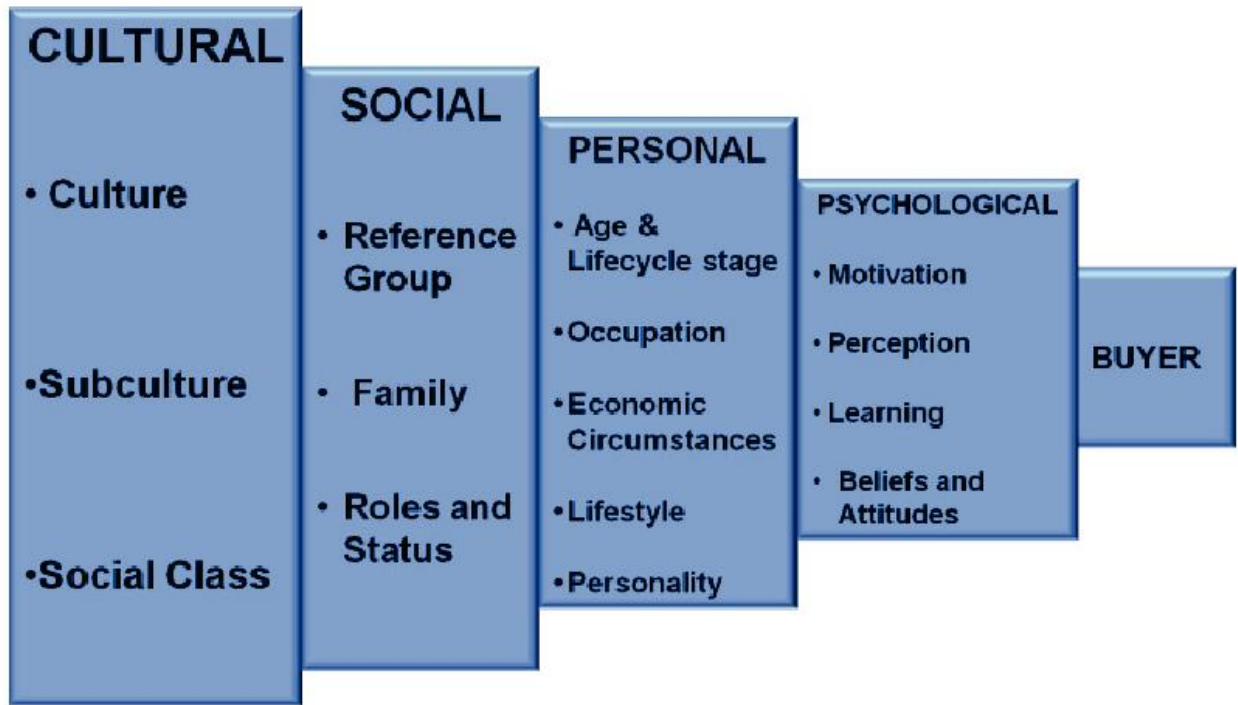 CULTURAL
• Culture
•Subculture
•Social Class
SOCIAL
• Reference
Group
• Family
• Roles and
Status
PERSONAL
• Age &
Lifecycle stage
•Occupation
•Economic
Circumstances
•Lifestyle
•Personality
PSYCHOLOGICAL
•Motivation
• Perception
•Learning
• Beliefs and
Attitudes
BUYER